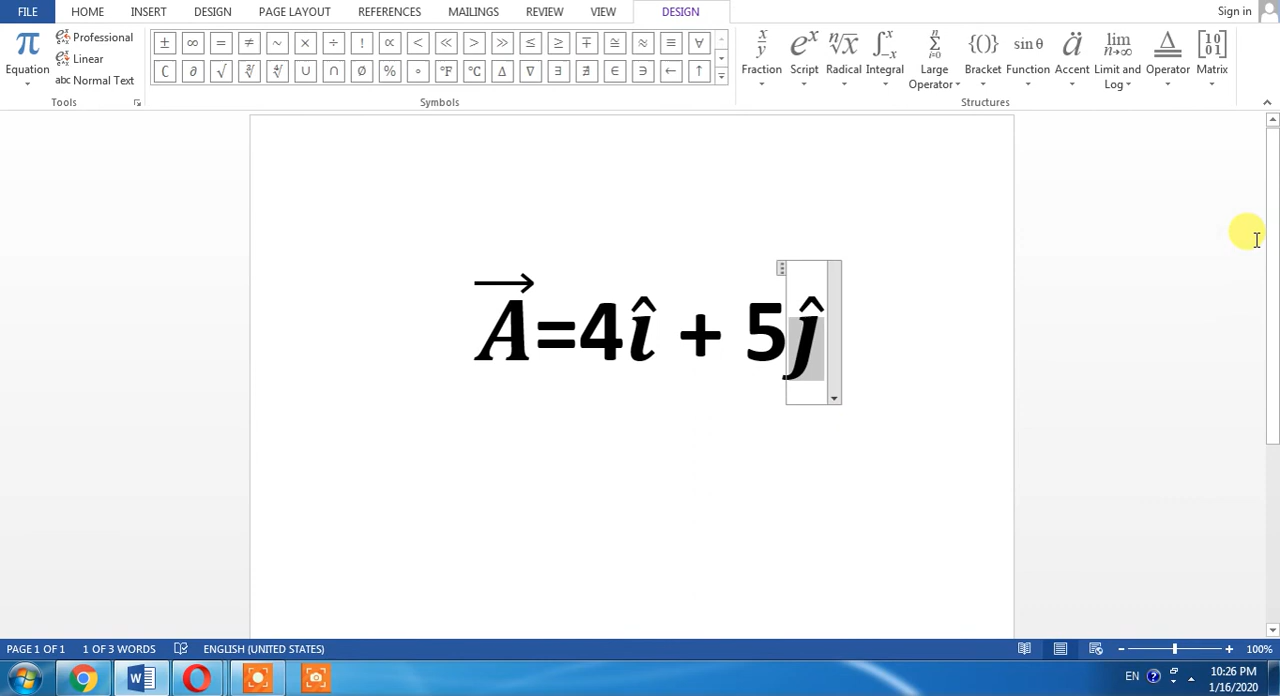 FILE HOME INSERT DESIGN PAGE LAYOUT REFERENCES MAILINGS REVIEW VIEW DESIGN Sign in
π Equation
Professional
Linear
abc Normal Text
Tools
± ∞ = ≠ ~ × ÷ ! ∝ < ≪ > ≫ ≤ ≥ ∓ ≅ ≈ ≡ ∀
∁ ∂ √ ∛ ∜ ∪ ∩ ∅ % ° °F °C ∆ ∇ ∃ ∄ ∈ ∋ ← ↑
Symbols
x/y Fraction
eˣ Script
ⁿ√x Radical
Integral
Large Operator
{()} Bracket
sin θ Function
ä Accent
lim n→∞ Limit and Log
Δ Operator
[10 01] Matrix
Structures
A⃗=4î + 5ĵ
PAGE 1 OF 1 1 OF 3 WORDS ENGLISH (UNITED STATES) 100%
EN 10:26 PM
1/16/2020